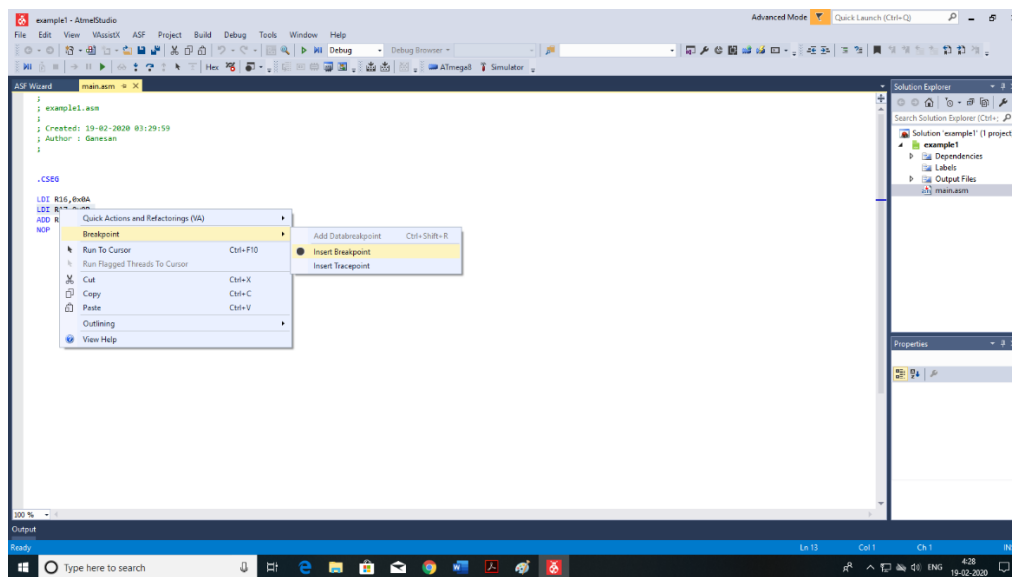 example1 - AtmelStudio
Advanced Mode
Quick Launch (Ctrl+Q)
File Edit View VAssistX ASF Project Build Debug Tools Window Help
Debug
Debug Browser
Hex
ATmega8
Simulator
ASF Wizard
main.asm
;
; example1.asm
;
; Created: 19-02-2020 03:29:59
; Author : Ganesan
;
.CSEG
LDI R16,0x0A
LDI
ADD R
NOP
Quick Actions and Refactorings (VA)
Breakpoint
Run To Cursor Ctrl+F10
Run Flagged Threads To Cursor
Cut Ctrl+X
Copy Ctrl+C
Paste Ctrl+V
Outlining
View Help
Add Databreakpoint Ctrl+Shift+R
Insert Breakpoint
Insert Tracepoint
Solution Explorer
Search Solution Explorer (Ctrl+;
Solution 'example1' (1 project
example1
Dependencies
Labels
Output Files
main.asm
Properties
100 %
Output
Ready
Ln 13
Col 1
Ch 1
IN
Type here to search
ENG
4:28
19-02-2020